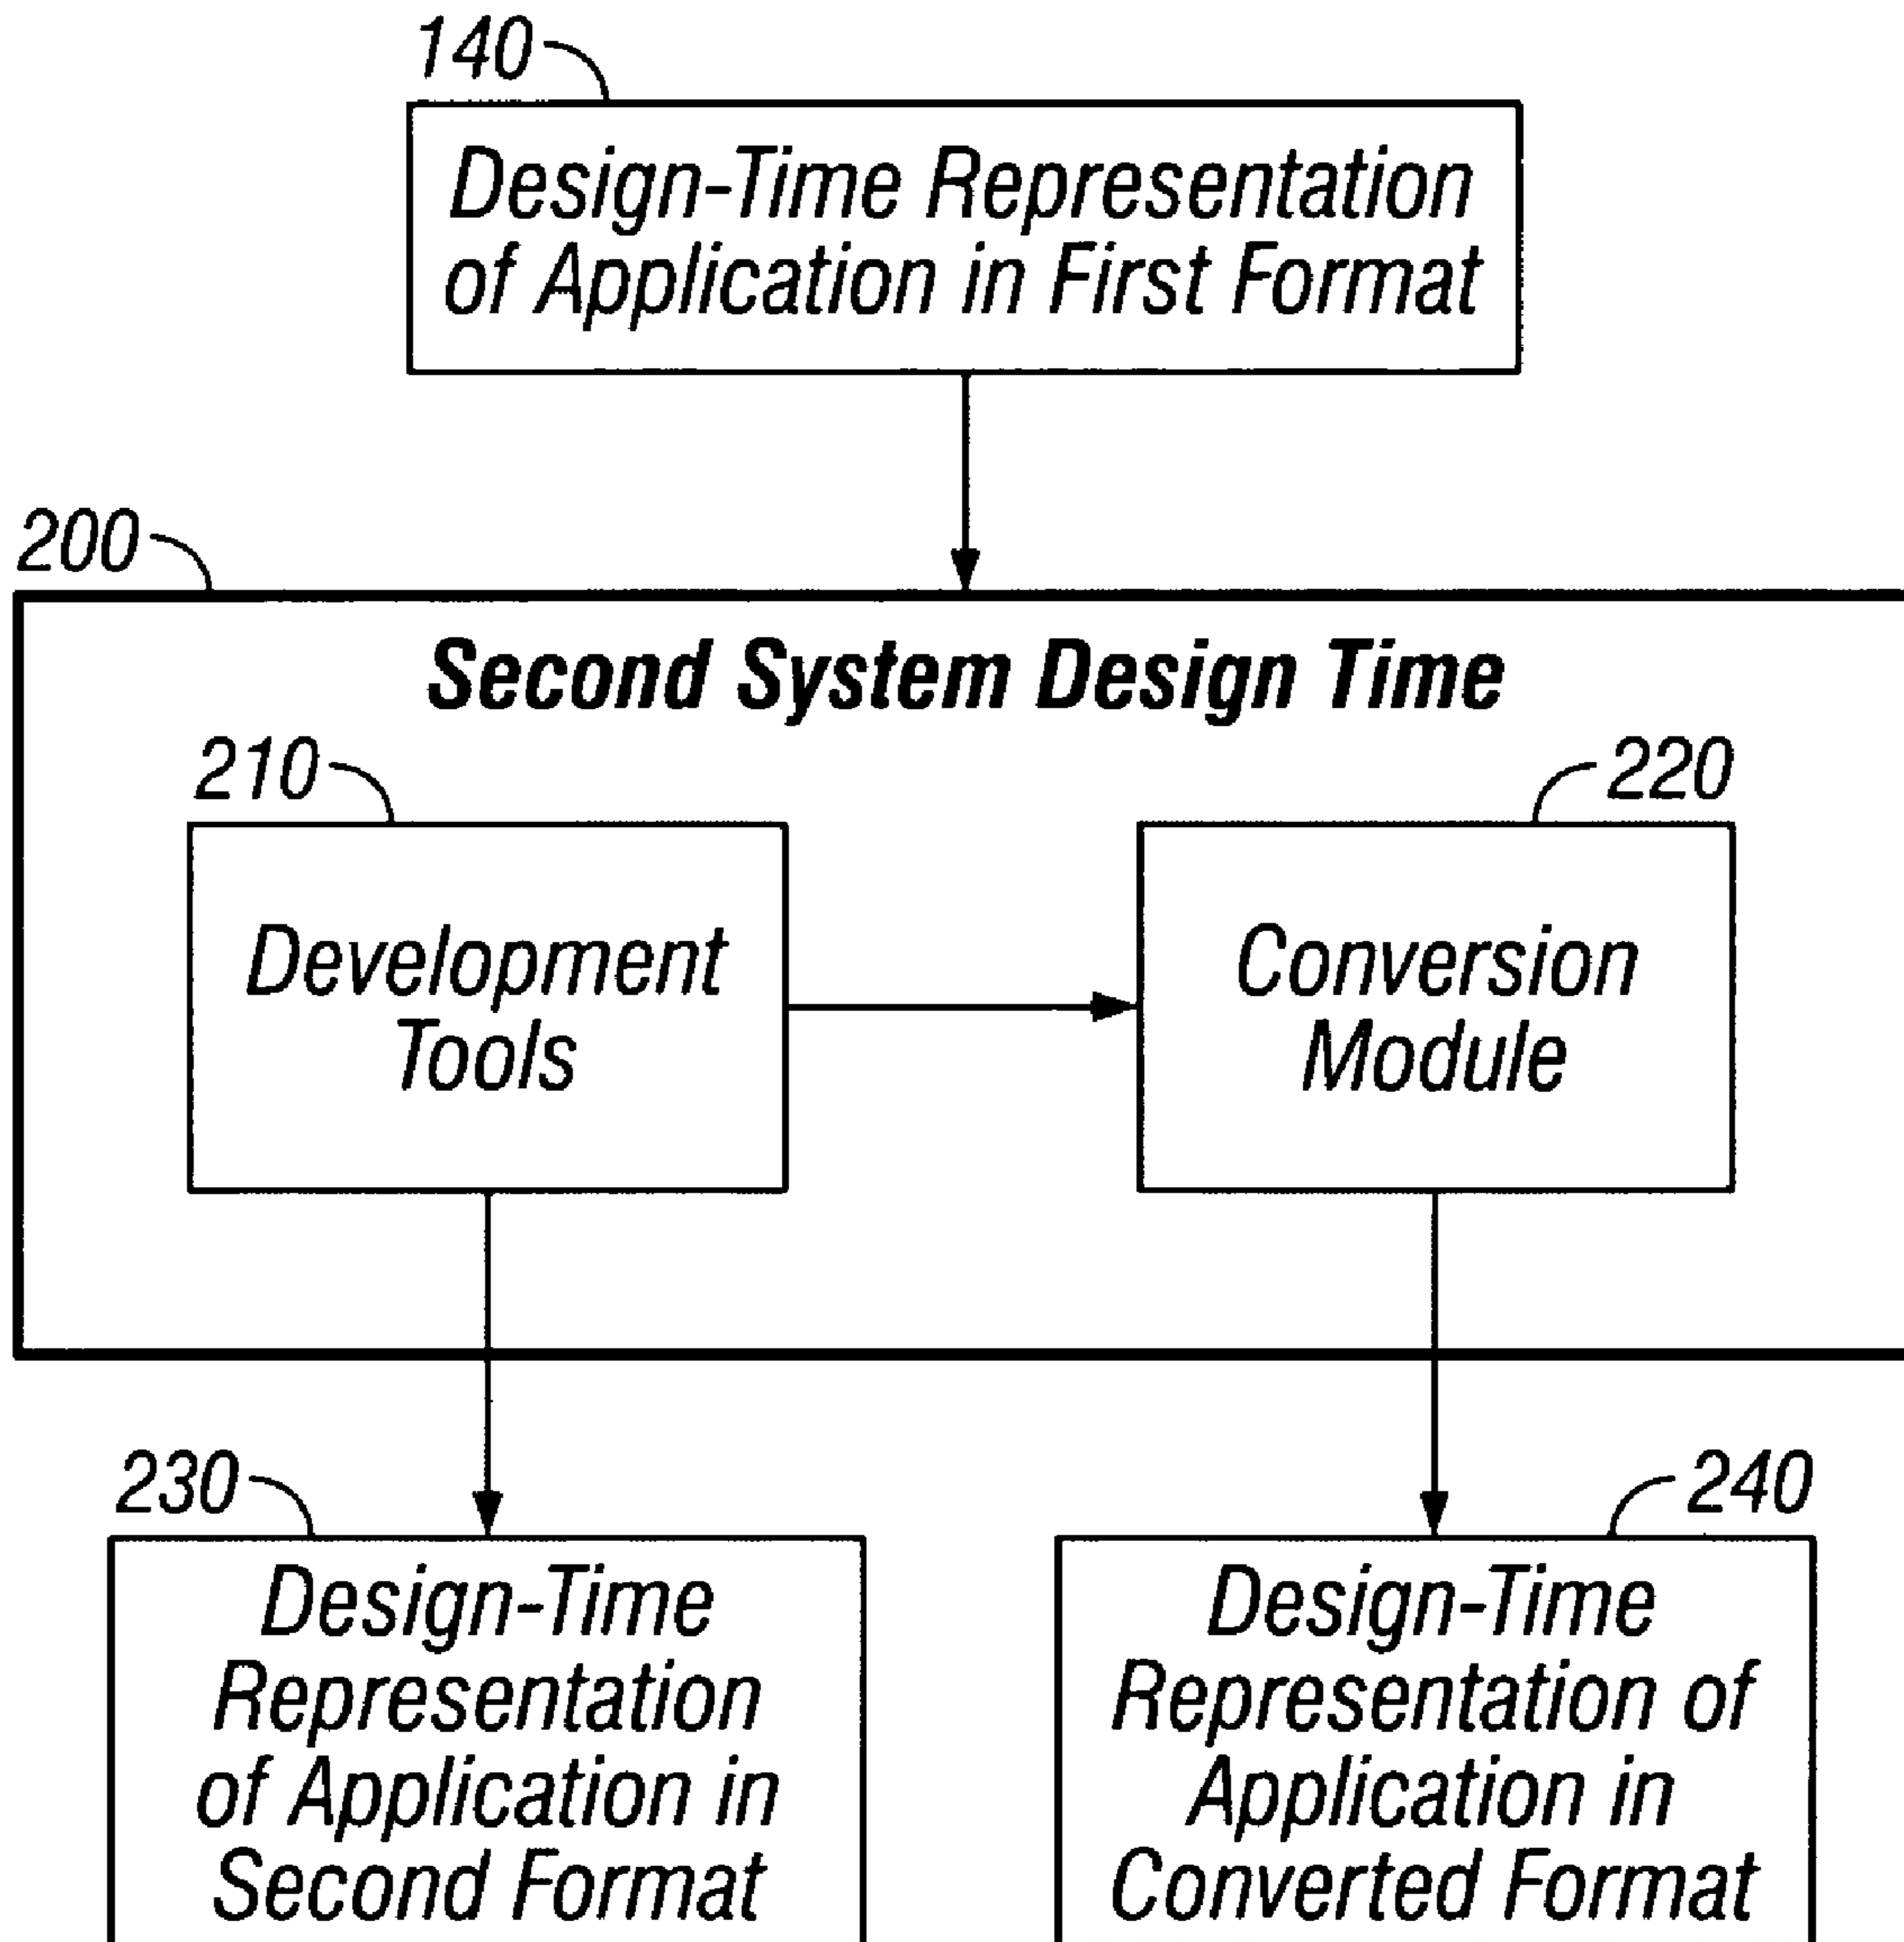 140
Design-Time Representation
of Application in First Format
200
Second System Design Time
210
220
Development
Tools
Conversion
Module
230
240
Design-Time
Representation
of Application in
Second Format
Design-Time
Representation of
Application in
Converted Format